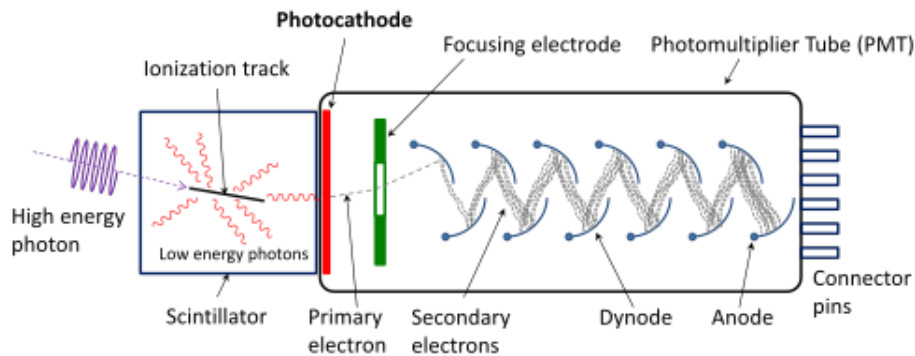 Photocathode
Focusing electrode
Photomultiplier Tube (PMT)
Ionization track
High energy
photon
Low energy photons
Scintillator
Primary
electron
Secondary
electrons
Dynode
Anode
Connector
pins